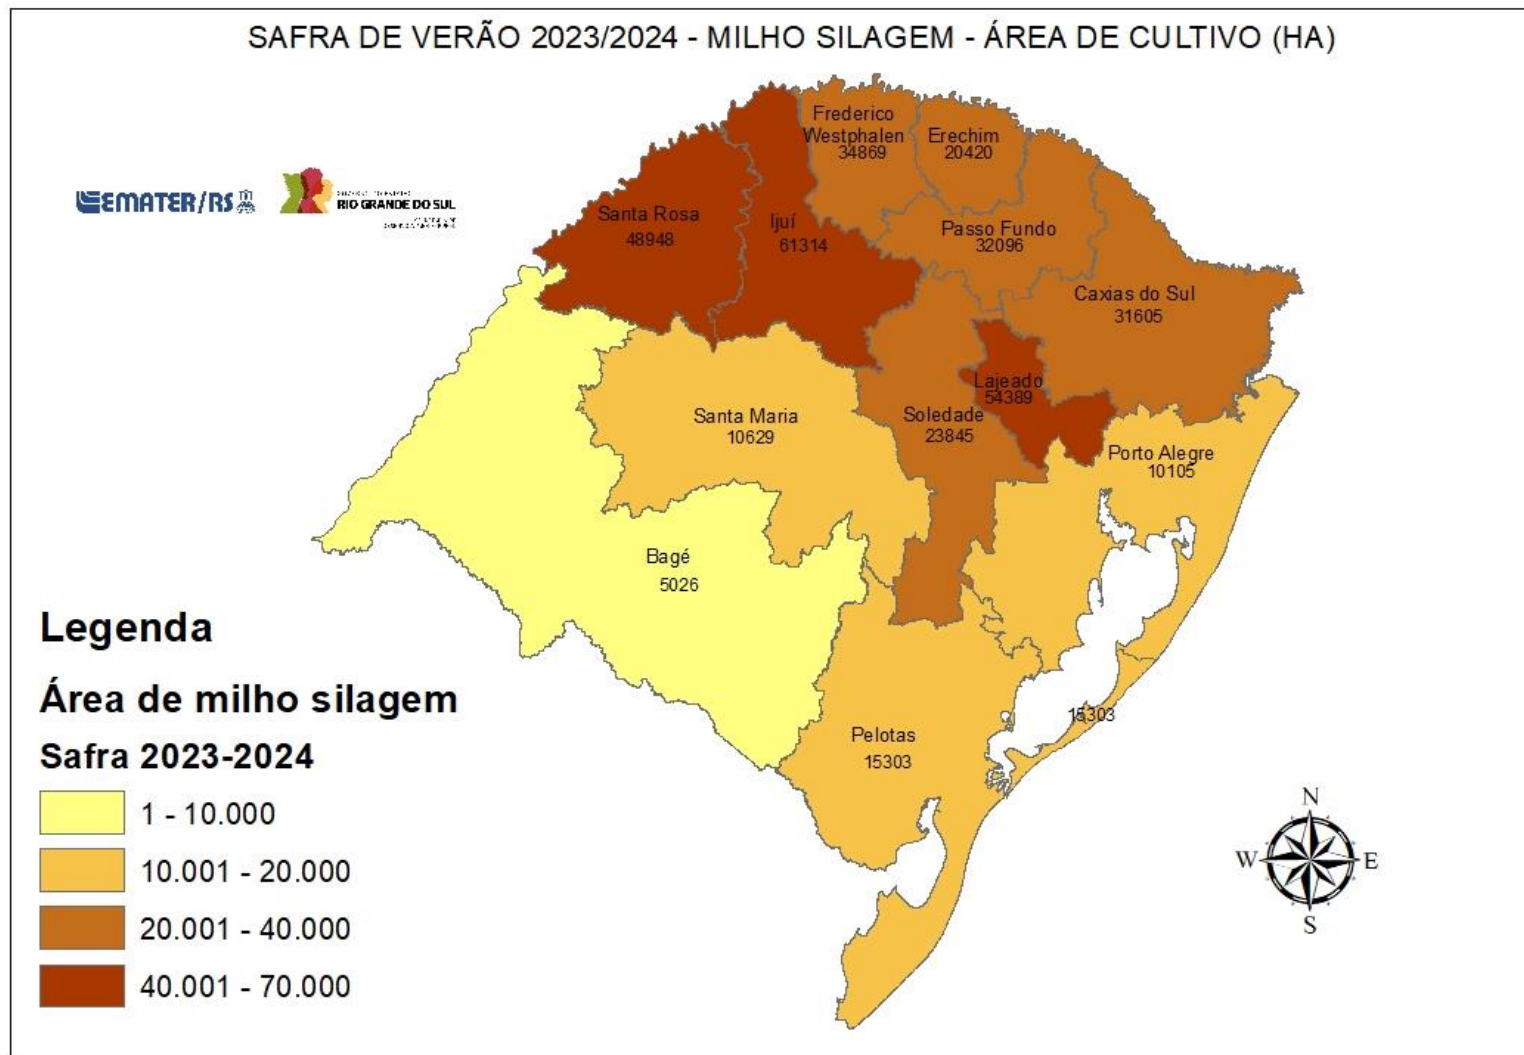 SAFRA DE VERÃO 2023/2024 - MILHO SILAGEM - ÁREA DE CULTIVO (HA)
Frederico
Westphalen
34869
Erechim
20420
EMATER/RS
RIO GRANDE DO SUL
Santa Rosa
48948
Ijuí
61314
Passo Fundo
32096
Caxias do Sul
31605
Lajeado
54389
Santa Maria
10629
Soledade
23845
Porto Alegre
10105
Bagé
5026
15303
Pelotas
15303
Legenda
Área de milho silagem
Safra 2023-2024
1 - 10.000
10.001 - 20.000
20.001 - 40.000
40.001 - 70.000
N
W
E
S